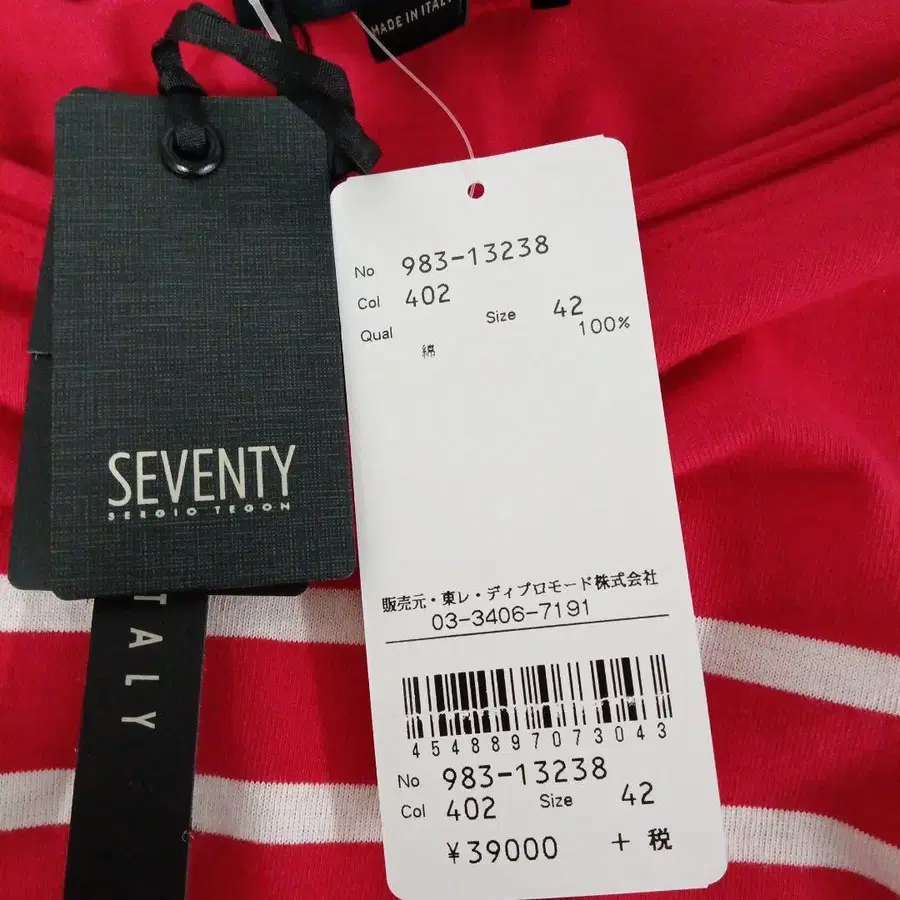 MADE IN ITALY
SEVENTY
SERGIO TEGON
ITALY
No 983-13238
Col 402
Size 42
Qual 100%
綿
販売元・東レ・ディプロモード株式会社
03-3406-7191
4548897073043
No 983-13238
Col 402 Size 42
¥39000 +税